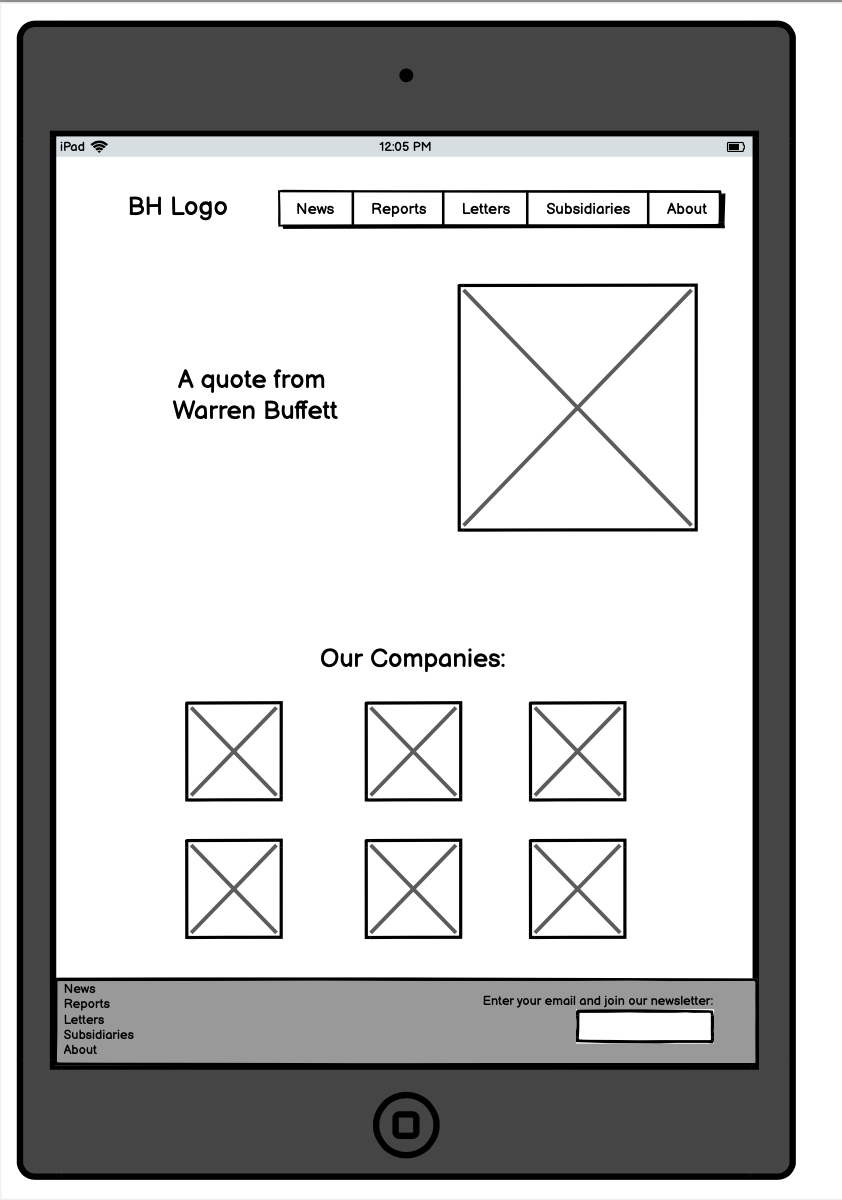 iPad 12:05 PM
BH Logo News Reports Letters Subsidiaries About
A quote from
Warren Buffett
Our Companies:
News
Reports
Letters
Subsidiaries
About
Enter your email and join our newsletter: